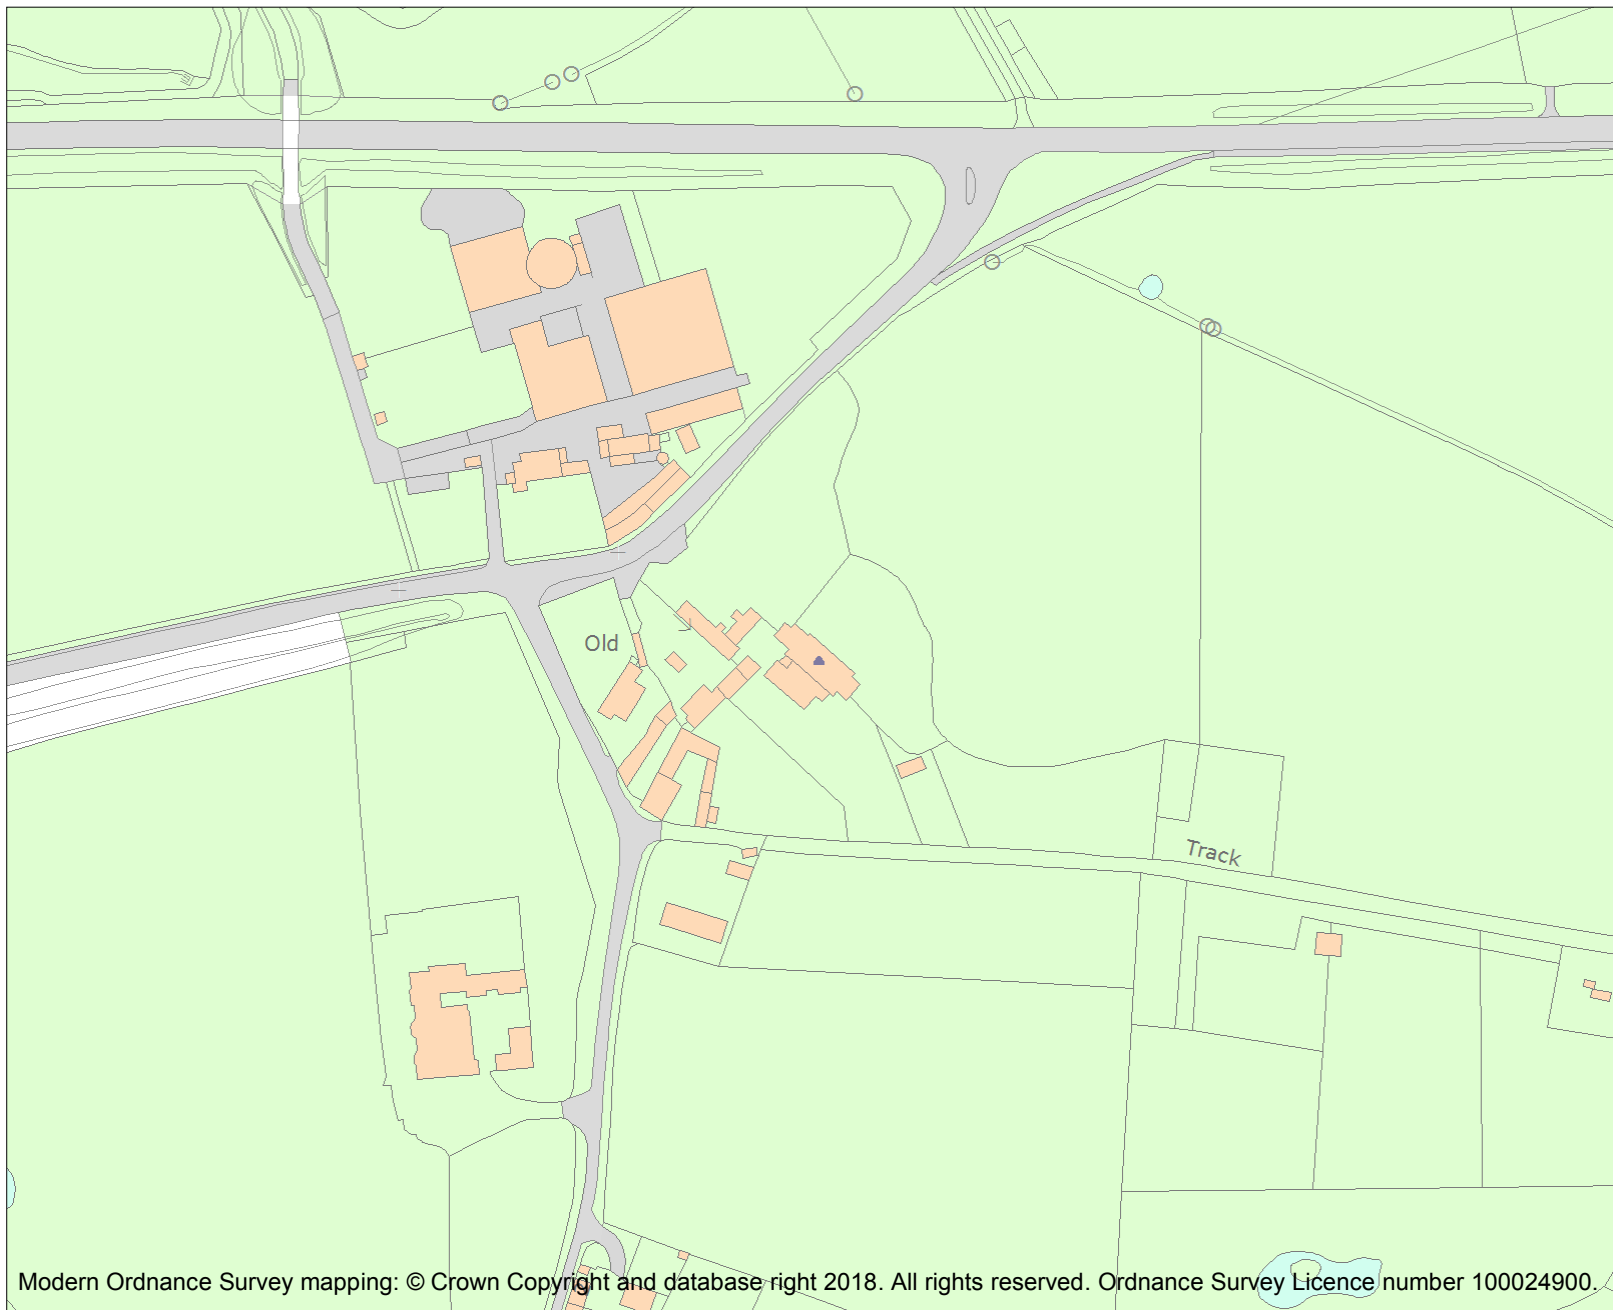 Old
Track
Modern Ordnance Survey mapping: © Crown Copyright and database right 2018. All rights reserved. Ordnance Survey Licence number 100024900.